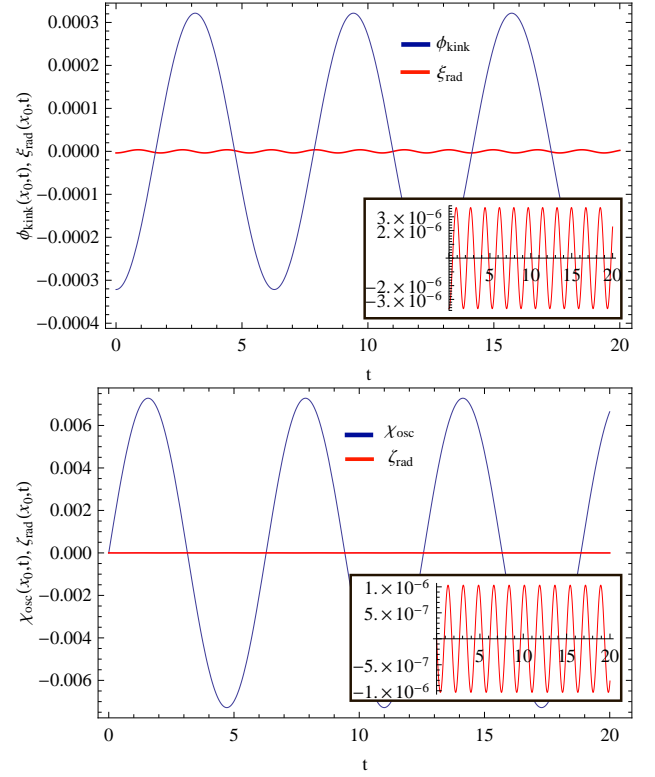 0.0003
0.0002
0.0001
0.0000
−0.0001
−0.0002
−0.0003
−0.0004
ϕkink(x0,t), ξrad(x0,t)
ϕkink
ξrad
3.×10−6
2.×10−6
−2.×10−6
−3.×10−6
5 10 15 20
0 5 10 15 20
t
0.006
0.004
0.002
0.000
−0.002
−0.004
−0.006
χosc(x0,t), ζrad(x0,t)
χosc
ζrad
1.×10−6
5.×10−7
−5.×10−7
−1.×10−6
5 10 15 20
0 5 10 15 20
t